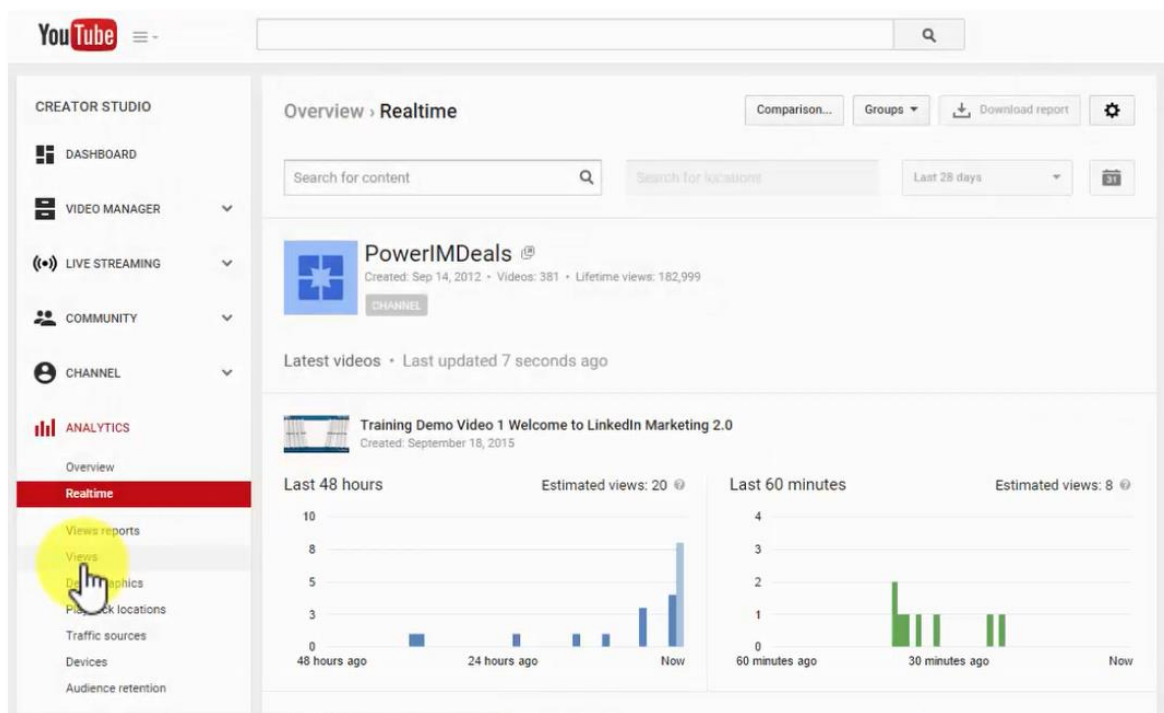 YouTube
CREATOR STUDIO
DASHBOARD
VIDEO MANAGER
LIVE STREAMING
COMMUNITY
CHANNEL
ANALYTICS
Overview
Realtime
Views reports
Views
Playback locations
Traffic sources
Devices
Audience retention
Overview › Realtime
Comparison...
Groups
Download report
Search for content
Search for locations
Last 28 days
31
PowerIMDeals
Created: Sep 14, 2012 • Videos: 381 • Lifetime views: 182,999
CHANNEL
Latest videos • Last updated 7 seconds ago
Training Demo Video 1 Welcome to LinkedIn Marketing 2.0
Created: September 18, 2015
Last 48 hours
Estimated views: 20 ?
10
8
5
3
0
48 hours ago
24 hours ago
Now
Last 60 minutes
Estimated views: 8 ?
4
3
2
1
0
60 minutes ago
30 minutes ago
Now